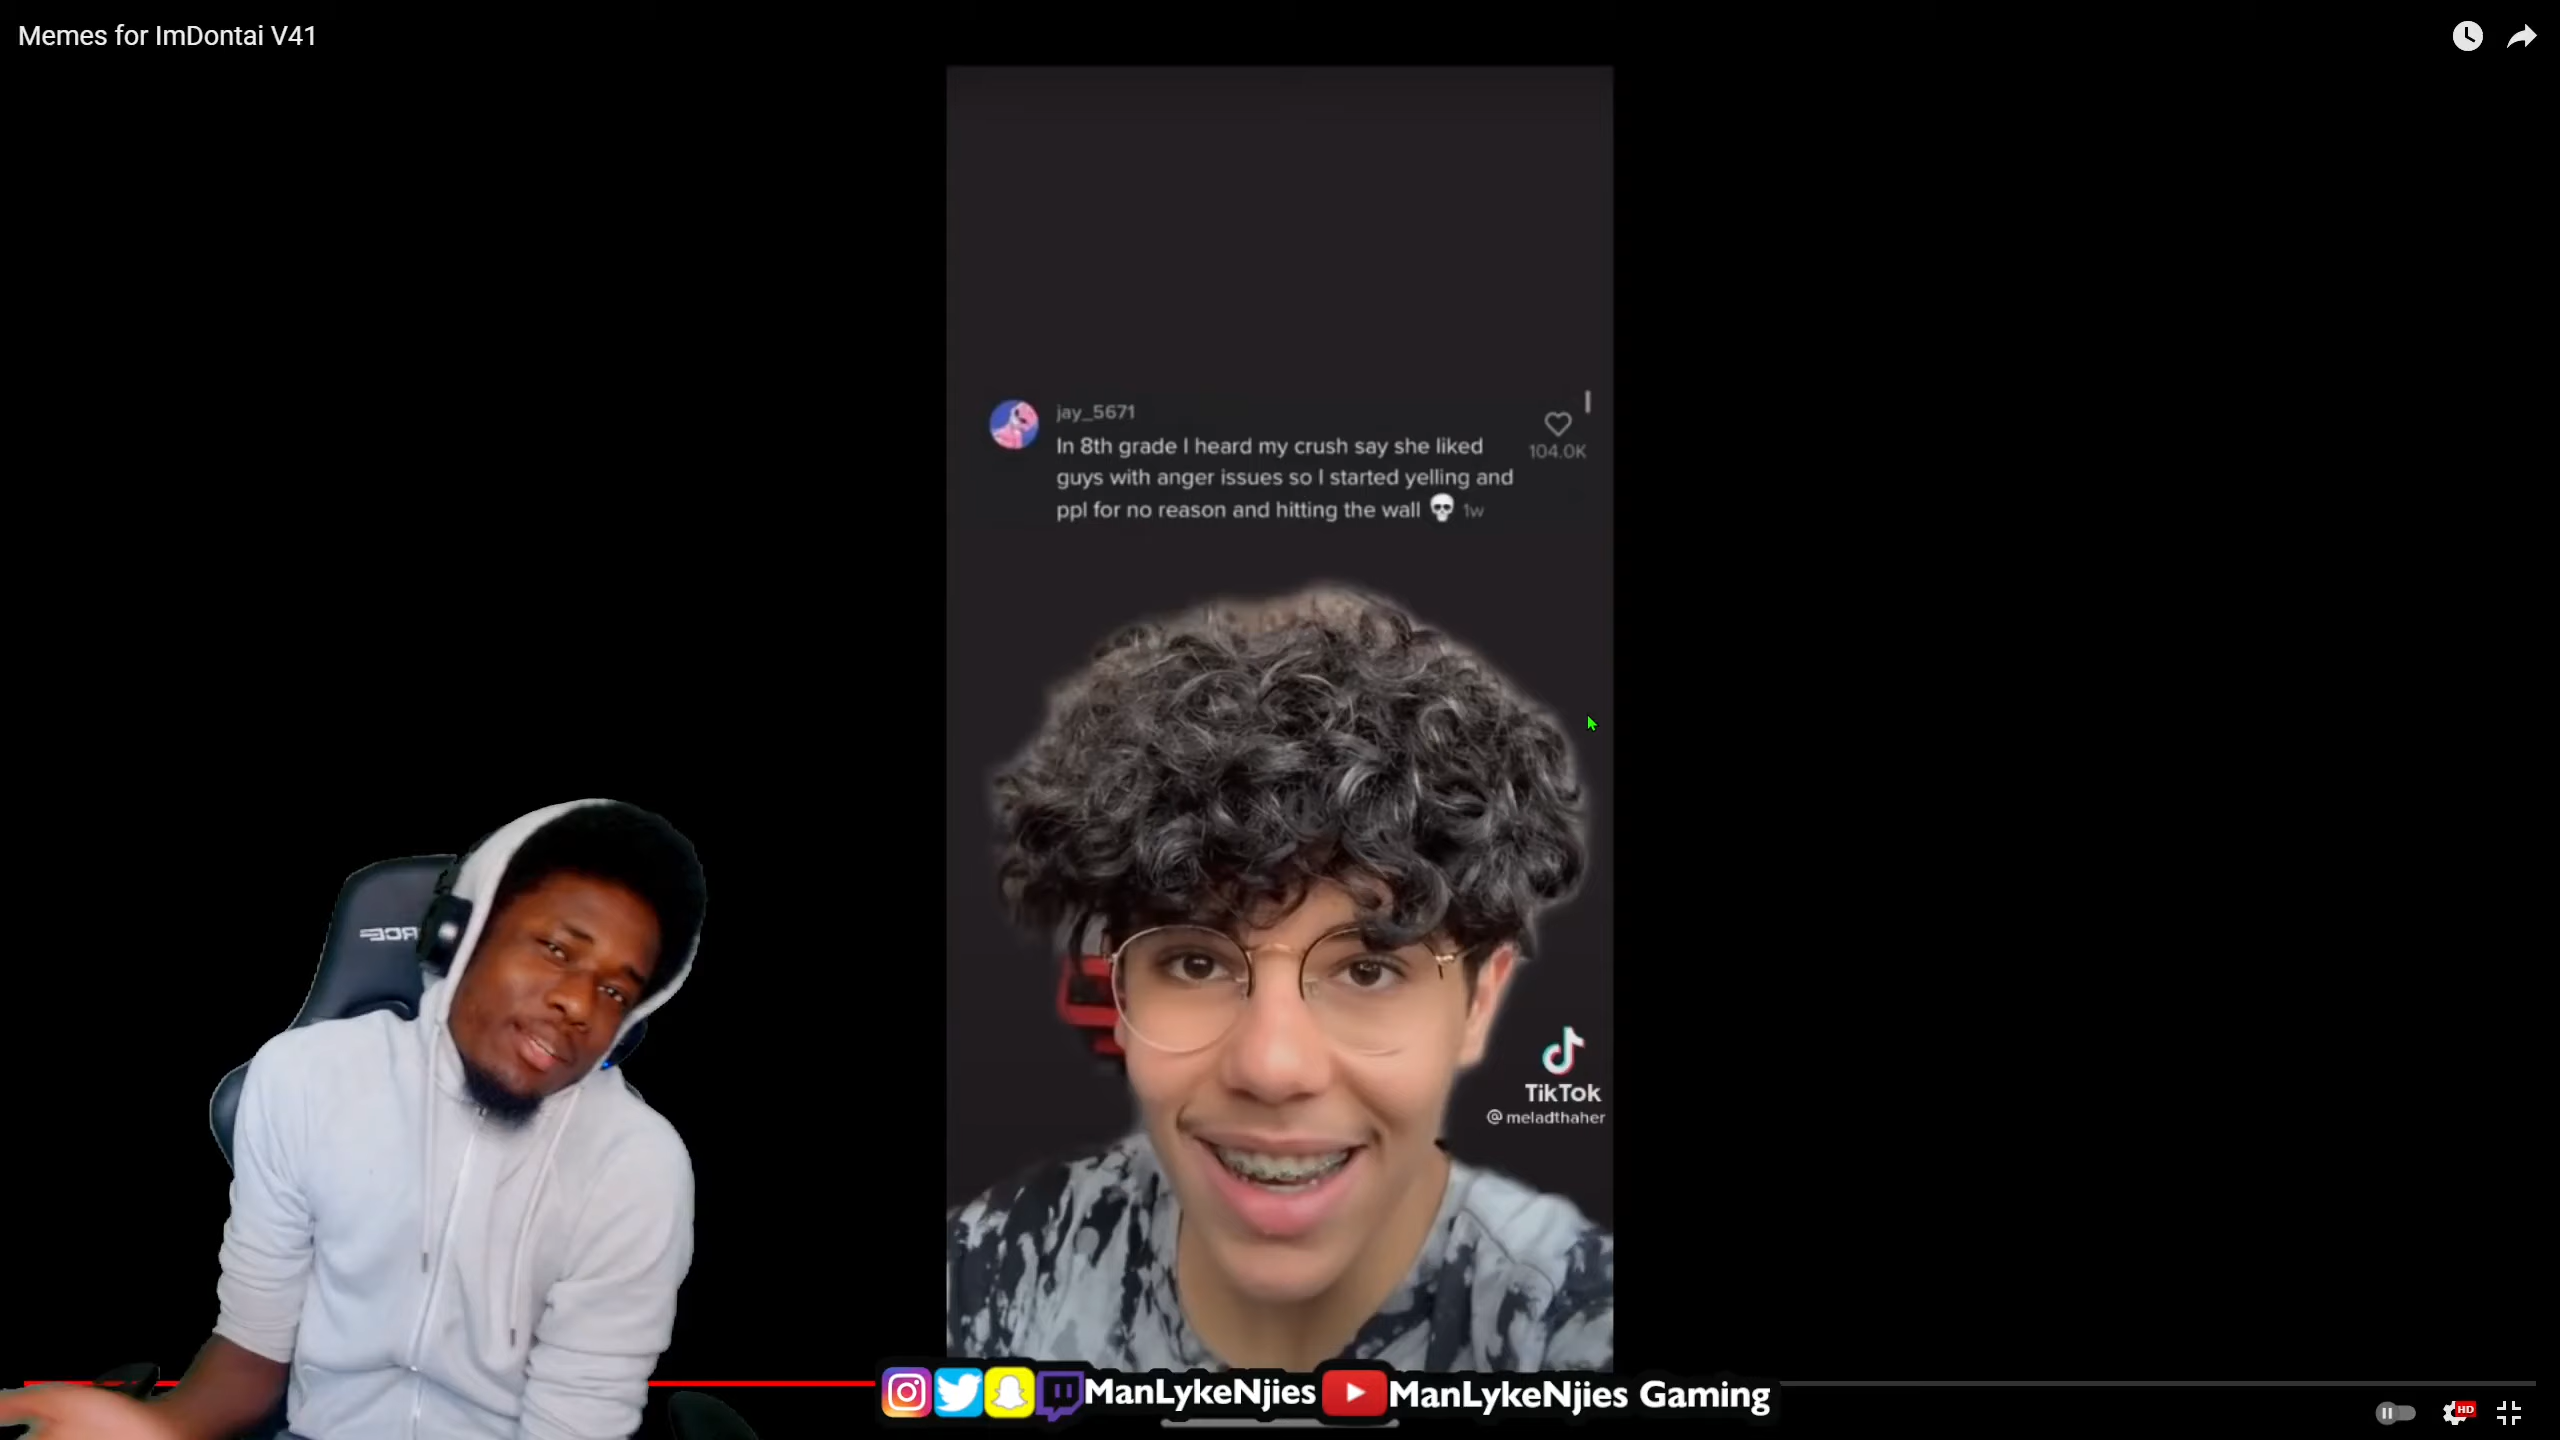 Memes for ImDontai V41
jay_5671
In 8th grade I heard my crush say she liked
guys with anger issues so I started yelling and
ppl for no reason and hitting the wall 💀 1w
104.0K
TikTok
@meladthaher
ManLykeNjies
ManLykeNjies Gaming
HD